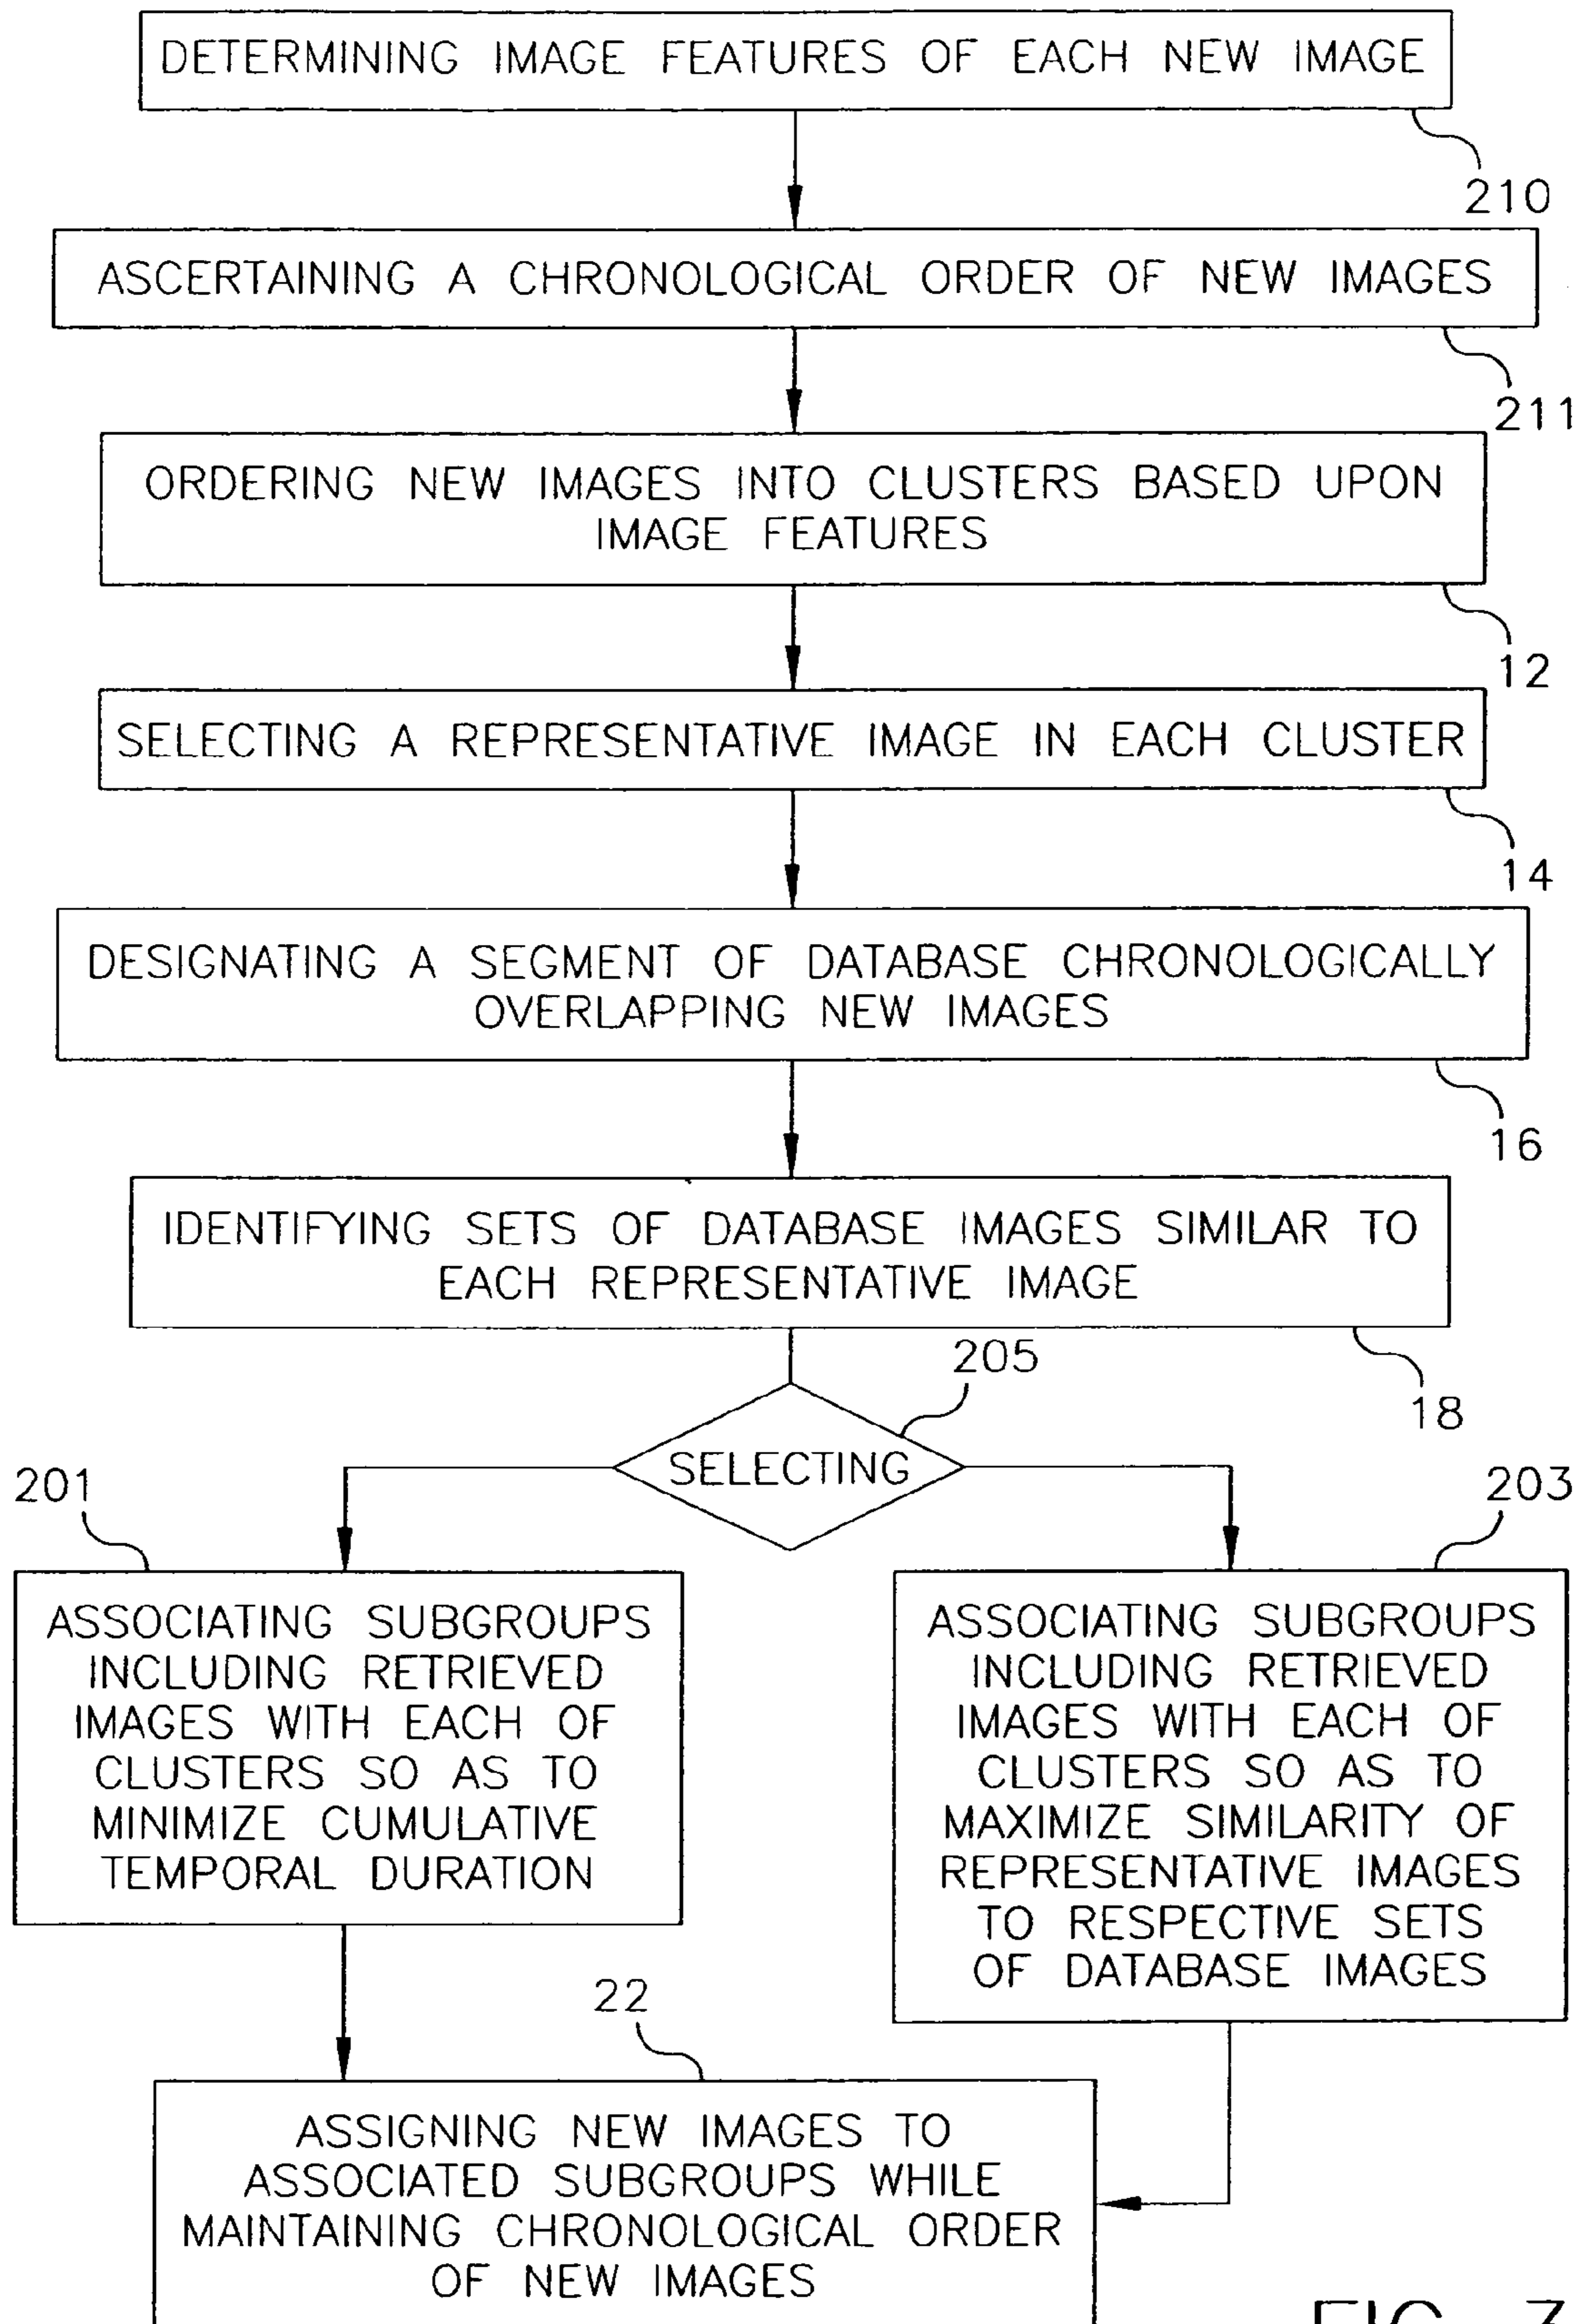 DETERMINING IMAGE FEATURES OF EACH NEW IMAGE
210
ASCERTAINING A CHRONOLOGICAL ORDER OF NEW IMAGES
211
ORDERING NEW IMAGES INTO CLUSTERS BASED UPON
IMAGE FEATURES
12
SELECTING A REPRESENTATIVE IMAGE IN EACH CLUSTER
14
DESIGNATING A SEGMENT OF DATABASE CHRONOLOGICALLY
OVERLAPPING NEW IMAGES
16
IDENTIFYING SETS OF DATABASE IMAGES SIMILAR TO
EACH REPRESENTATIVE IMAGE
18
205
SELECTING
201
ASSOCIATING SUBGROUPS
INCLUDING RETRIEVED
IMAGES WITH EACH OF
CLUSTERS SO AS TO
MINIMIZE CUMULATIVE
TEMPORAL DURATION
203
ASSOCIATING SUBGROUPS
INCLUDING RETRIEVED
IMAGES WITH EACH OF
CLUSTERS SO AS TO
MAXIMIZE SIMILARITY OF
REPRESENTATIVE IMAGES
TO RESPECTIVE SETS
OF DATABASE IMAGES
22
ASSIGNING NEW IMAGES TO
ASSOCIATED SUBGROUPS WHILE
MAINTAINING CHRONOLOGICAL ORDER
OF NEW IMAGES
FIG.